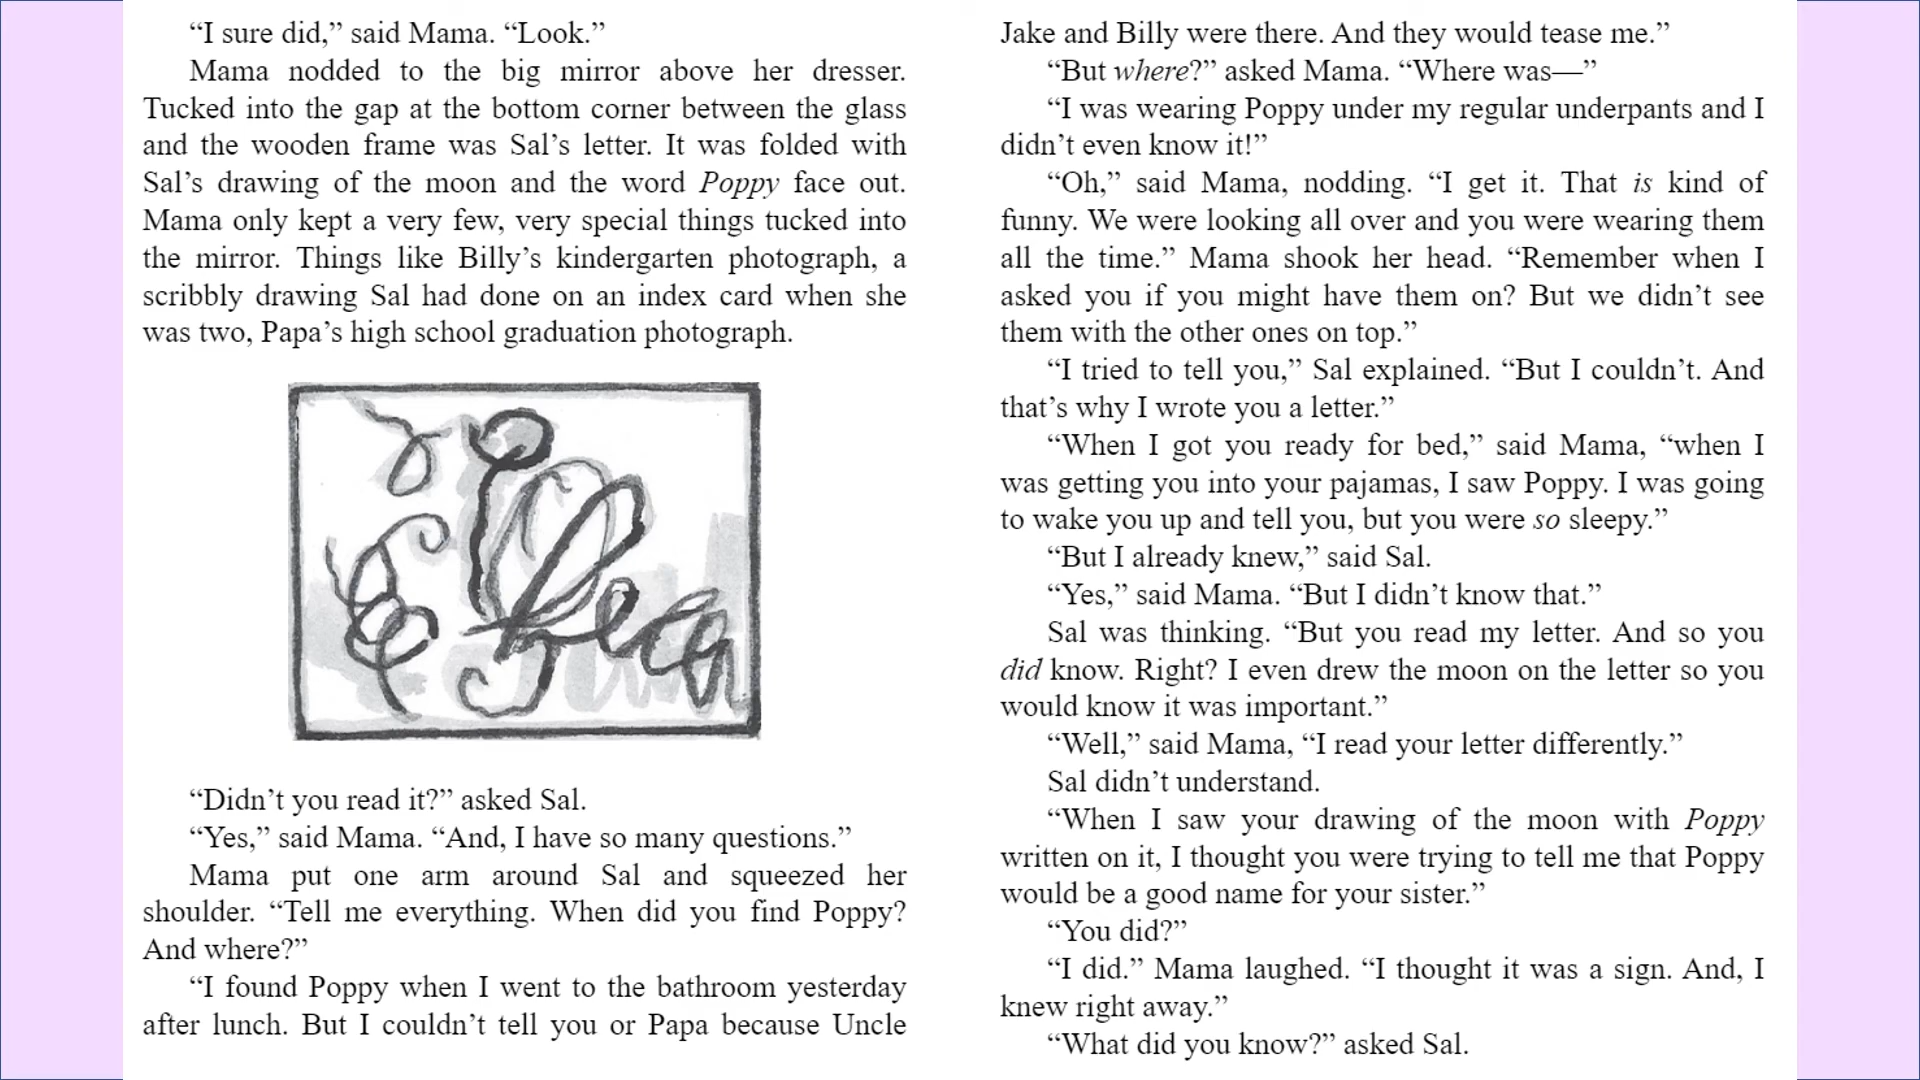 “I sure did,” said Mama. “Look.”
Mama nodded to the big mirror above her dresser.
Tucked into the gap at the bottom corner between the glass
and the wooden frame was Sal’s letter. It was folded with
Sal’s drawing of the moon and the word Poppy face out.
Mama only kept a very few, very special things tucked into
the mirror. Things like Billy’s kindergarten photograph, a
scribbly drawing Sal had done on an index card when she
was two, Papa’s high school graduation photograph.
“Didn’t you read it?” asked Sal.
“Yes,” said Mama. “And, I have so many questions.”
Mama put one arm around Sal and squeezed her
shoulder. “Tell me everything. When did you find Poppy?
And where?”
“I found Poppy when I went to the bathroom yesterday
after lunch. But I couldn’t tell you or Papa because Uncle
Jake and Billy were there. And they would tease me.”
“But where?” asked Mama. “Where was—”
“I was wearing Poppy under my regular underpants and I
didn’t even know it!”
“Oh,” said Mama, nodding. “I get it. That is kind of
funny. We were looking all over and you were wearing them
all the time.” Mama shook her head. “Remember when I
asked you if you might have them on? But we didn’t see
them with the other ones on top.”
“I tried to tell you,” Sal explained. “But I couldn’t. And
that’s why I wrote you a letter.”
“When I got you ready for bed,” said Mama, “when I
was getting you into your pajamas, I saw Poppy. I was going
to wake you up and tell you, but you were so sleepy.”
“But I already knew,” said Sal.
“Yes,” said Mama. “But I didn’t know that.”
Sal was thinking. “But you read my letter. And so you
did know. Right? I even drew the moon on the letter so you
would know it was important.”
“Well,” said Mama, “I read your letter differently.”
Sal didn’t understand.
“When I saw your drawing of the moon with Poppy
written on it, I thought you were trying to tell me that Poppy
would be a good name for your sister.”
“You did?”
“I did.” Mama laughed. “I thought it was a sign. And, I
knew right away.”
“What did you know?” asked Sal.